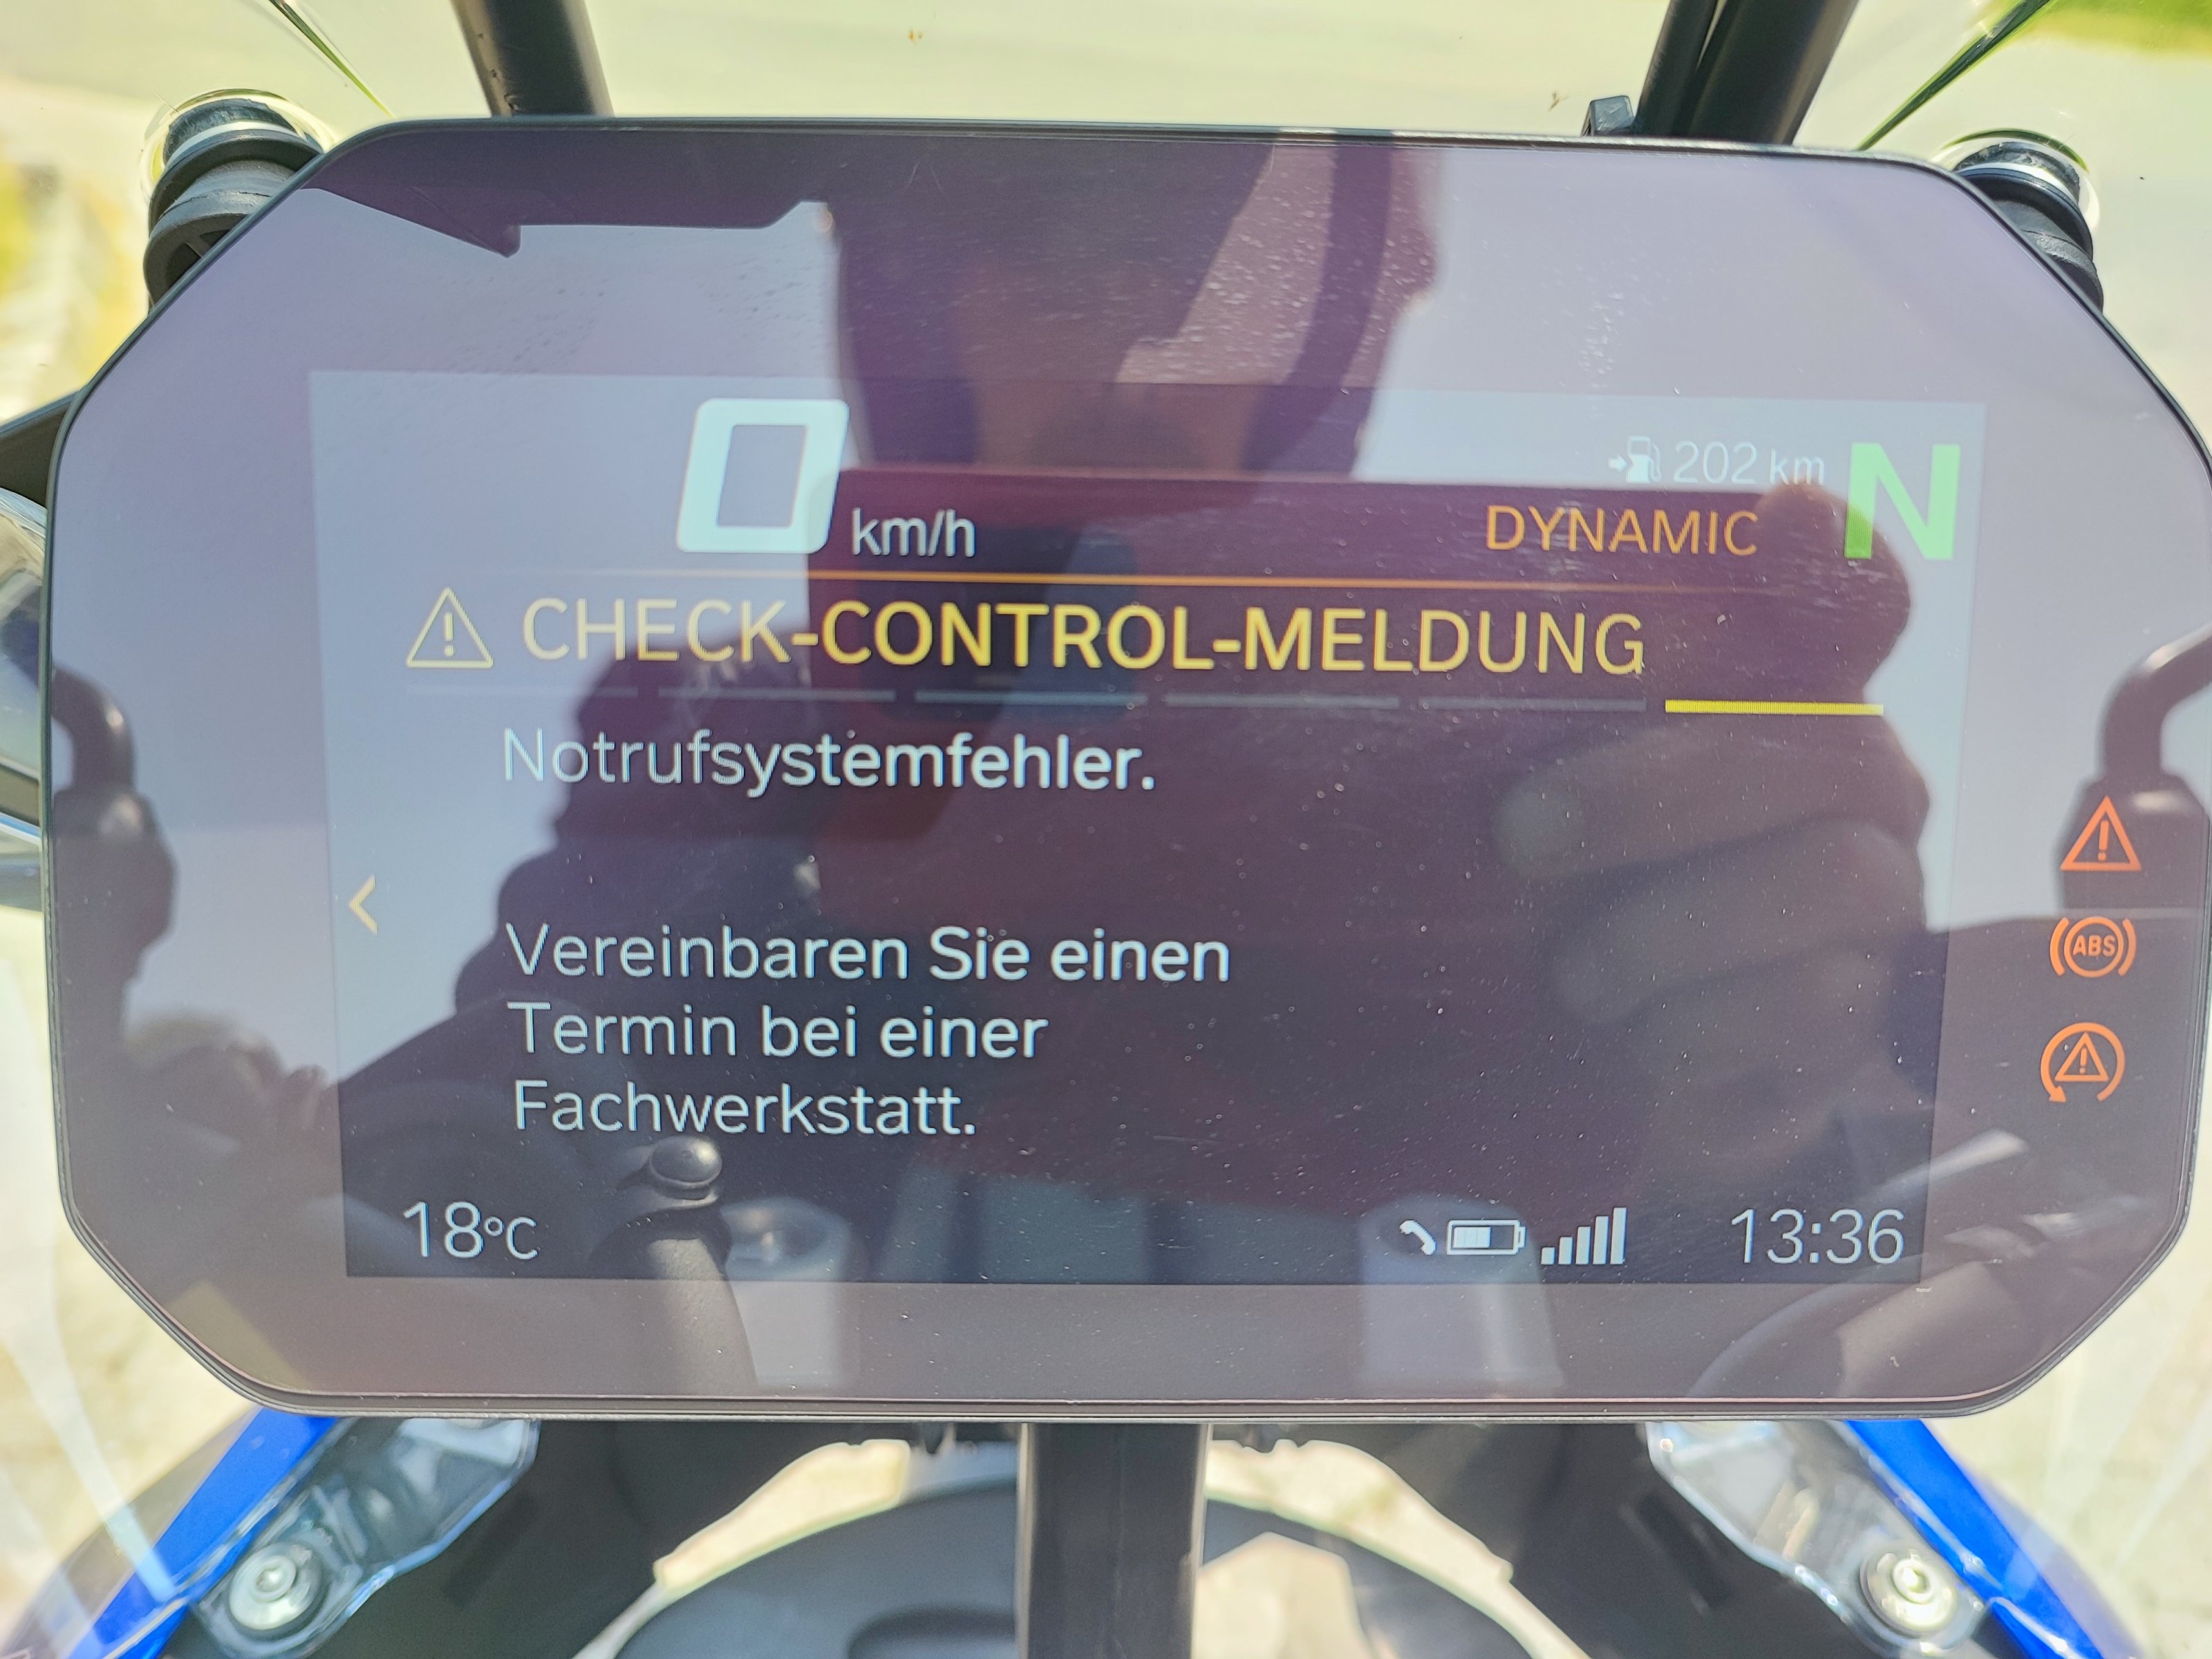 202 km N
0 km/h DYNAMIC
CHECK-CONTROL-MELDUNG
Notrufsystemfehler.
Vereinbaren Sie einen
Termin bei einer
Fachwerkstatt.
ABS
18°C 13:36